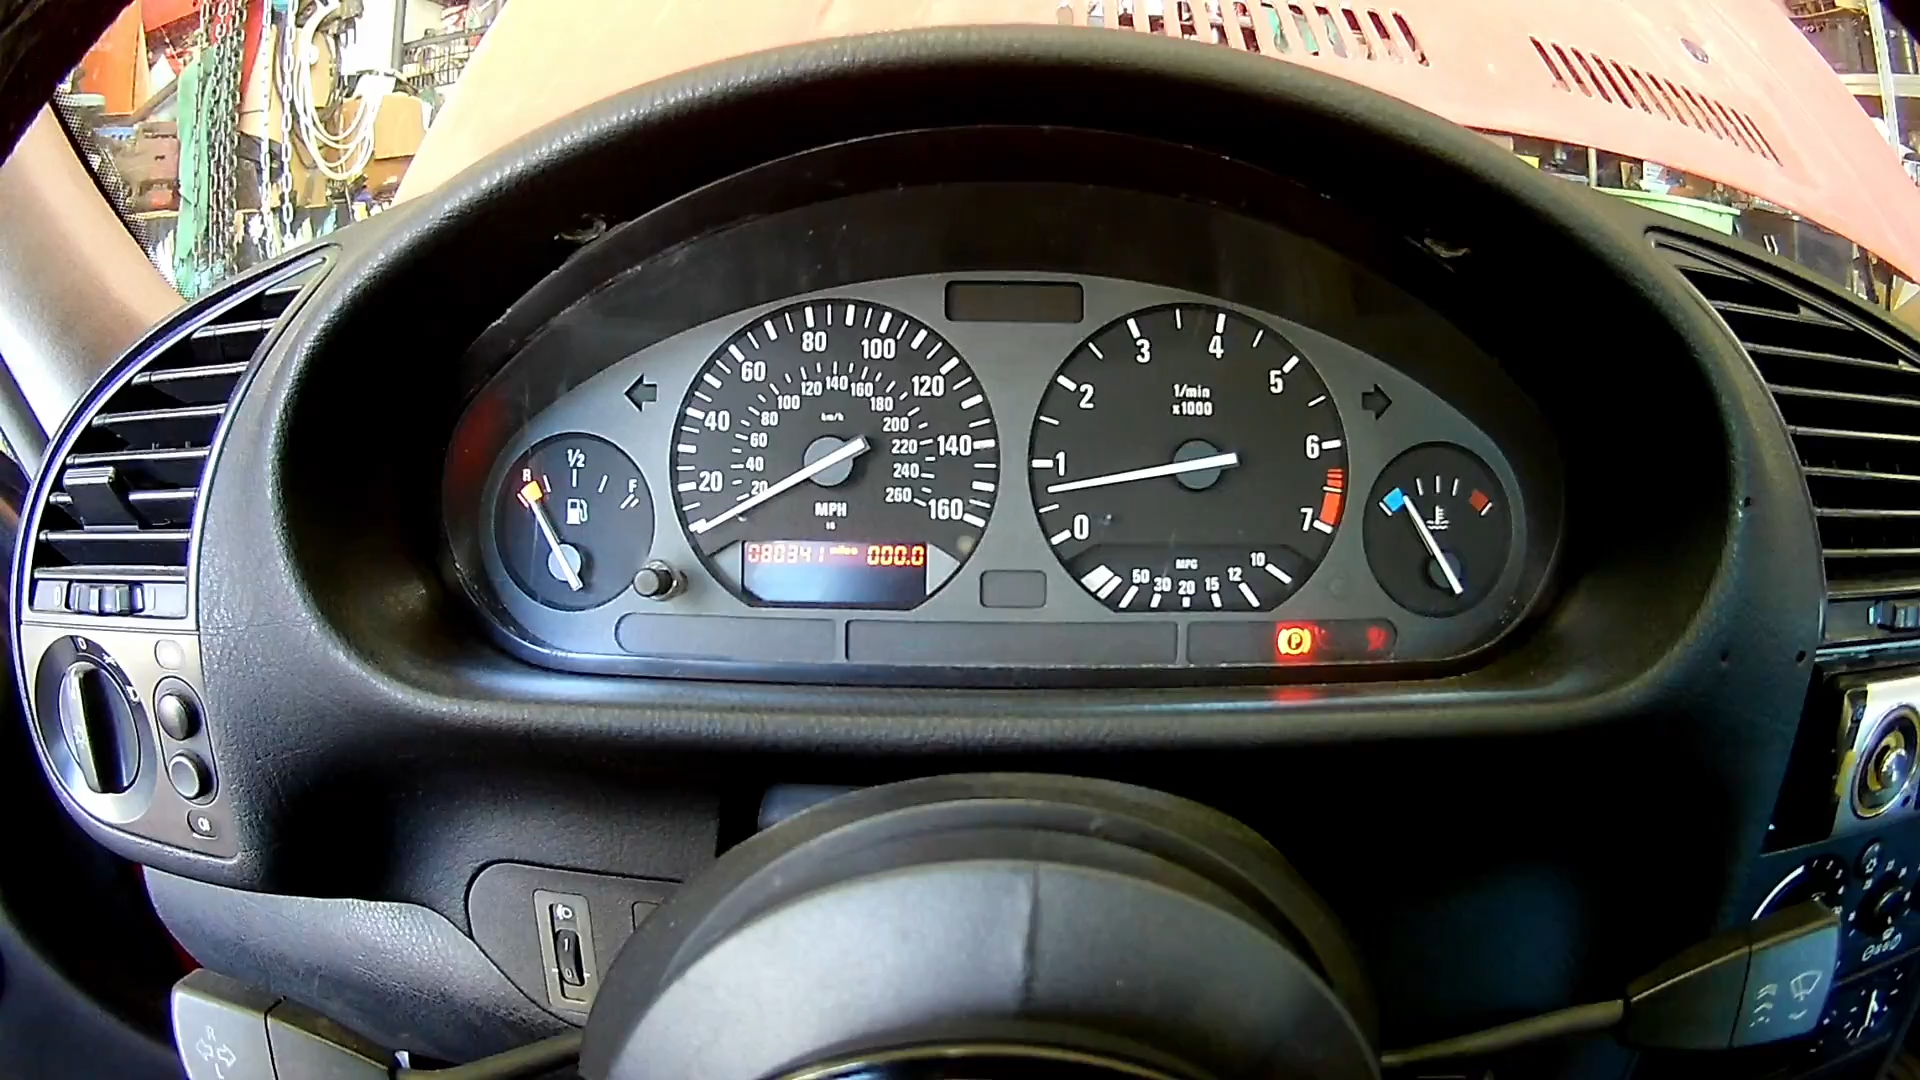 R 1/2 F
20 40 60 80 100 120 140 160
20 40 60 80 100 120 140 160 180 200 220 240 260
km/h
MPH
080341 miles 000.0
0 1 2 3 4 5 6 7
1/min
x1000
MPG
50 30 20 15 12 10
P
1
0
R
L